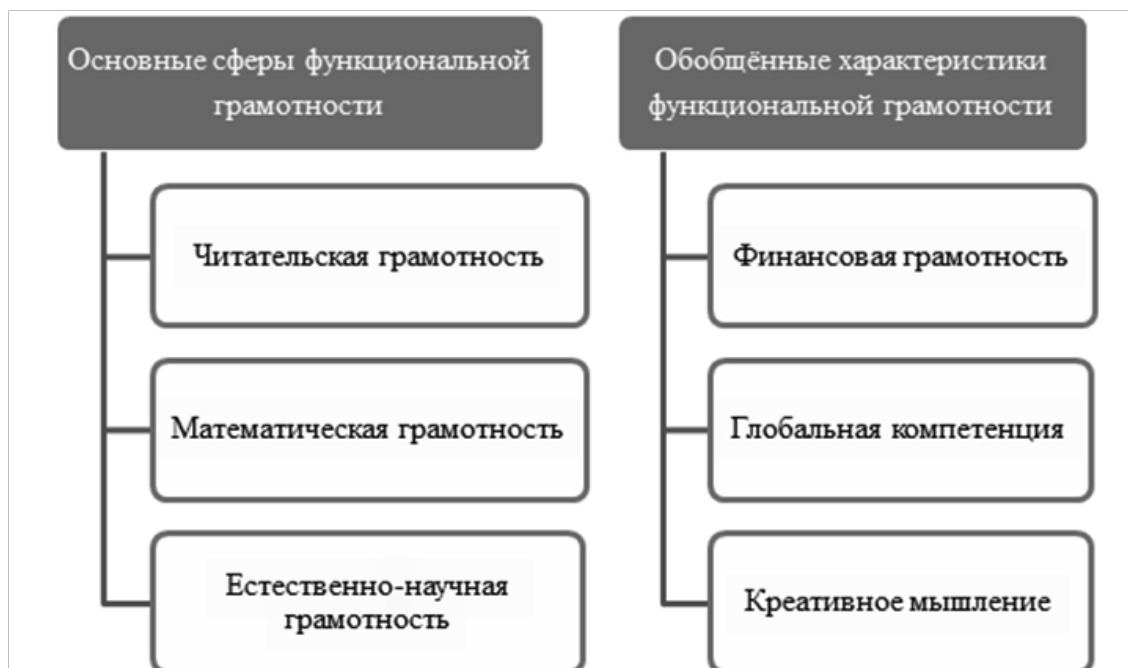 Основные сферы функциональной
грамотности
Читательская грамотность
Математическая грамотность
Естественно-научная
грамотность
Обобщённые характеристики
функциональной грамотности
Финансовая грамотность
Глобальная компетенция
Креативное мышление